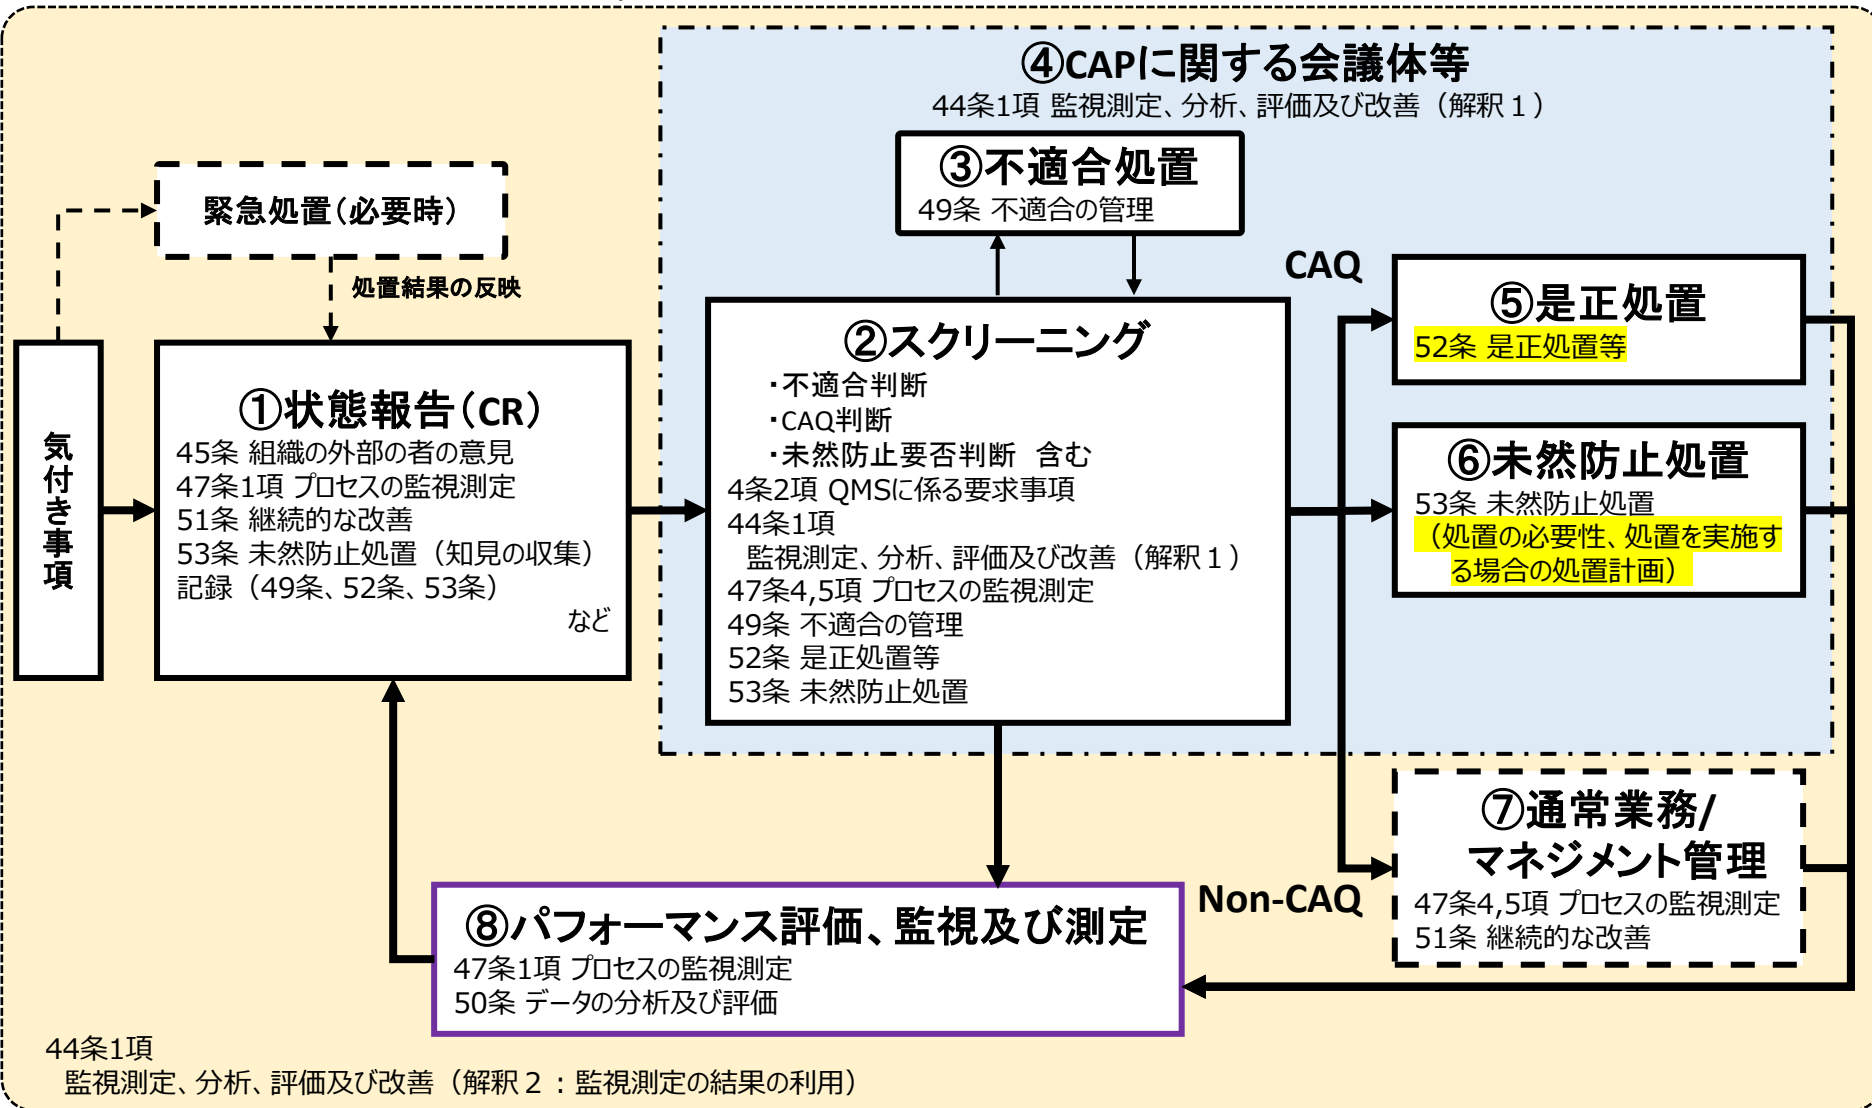 ④CAPに関する会議体等
44条1項 監視測定、分析、評価及び改善（解釈１）
③不適合処置
49条 不適合の管理
緊急処置（必要時）
処置結果の反映
気付き事項
①状態報告（CR）
45条 組織の外部の者の意見
47条1項 プロセスの監視測定
51条 継続的な改善
53条 未然防止処置（知見の収集）
記録（49条、52条、53条）
など
②スクリーニング
・不適合判断
・CAQ判断
・未然防止要否判断　含む
4条2項 QMSに係る要求事項
44条1項
監視測定、分析、評価及び改善（解釈１）
47条4,5項 プロセスの監視測定
49条 不適合の管理
52条 是正処置等
53条 未然防止処置
CAQ
⑤是正処置
52条 是正処置等
⑥未然防止処置
53条 未然防止処置
（処置の必要性、処置を実施す
る場合の処置計画）
Non-CAQ
⑦通常業務/
マネジメント管理
47条4,5項 プロセスの監視測定
51条 継続的な改善
⑧パフォーマンス評価、監視及び測定
47条1項 プロセスの監視測定
50条 データの分析及び評価
44条1項
監視測定、分析、評価及び改善（解釈２：監視測定の結果の利用）